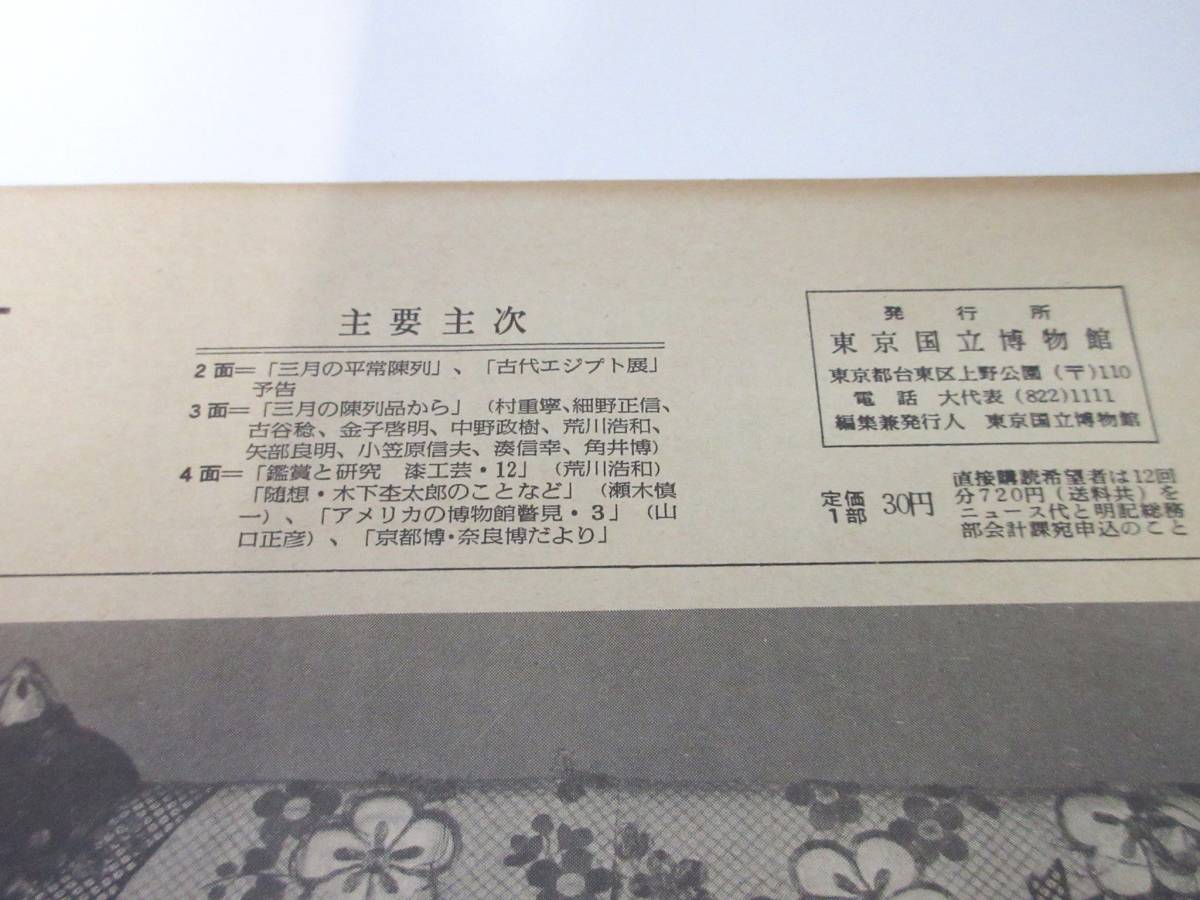 主要主次
2面＝「三月の平常陳列」、「古代エジプト展」
予告
3面＝「三月の陳列品から」（村重寧、細野正信、
古谷稔、金子啓明、中野政樹、荒川浩和、
矢部良明、小笠原信夫、湊信幸、角井博）
4面＝「鑑賞と研究 漆工芸・12」（荒川浩和）
「随想・木下杢太郎のことなど」（瀬木慎
一）、「アメリカの博物館瞥見・3」（山
口正彦）、「京都博・奈良博だより」
発行所
東京国立博物館
東京都台東区上野公園（〒）110
電話 大代表（822）1111
編集兼発行人 東京国立博物館
定価
1部 30円
直接購読希望者は12回
分720円（送料共）を
ニュース代と明記総務
部会計課宛申込のこと